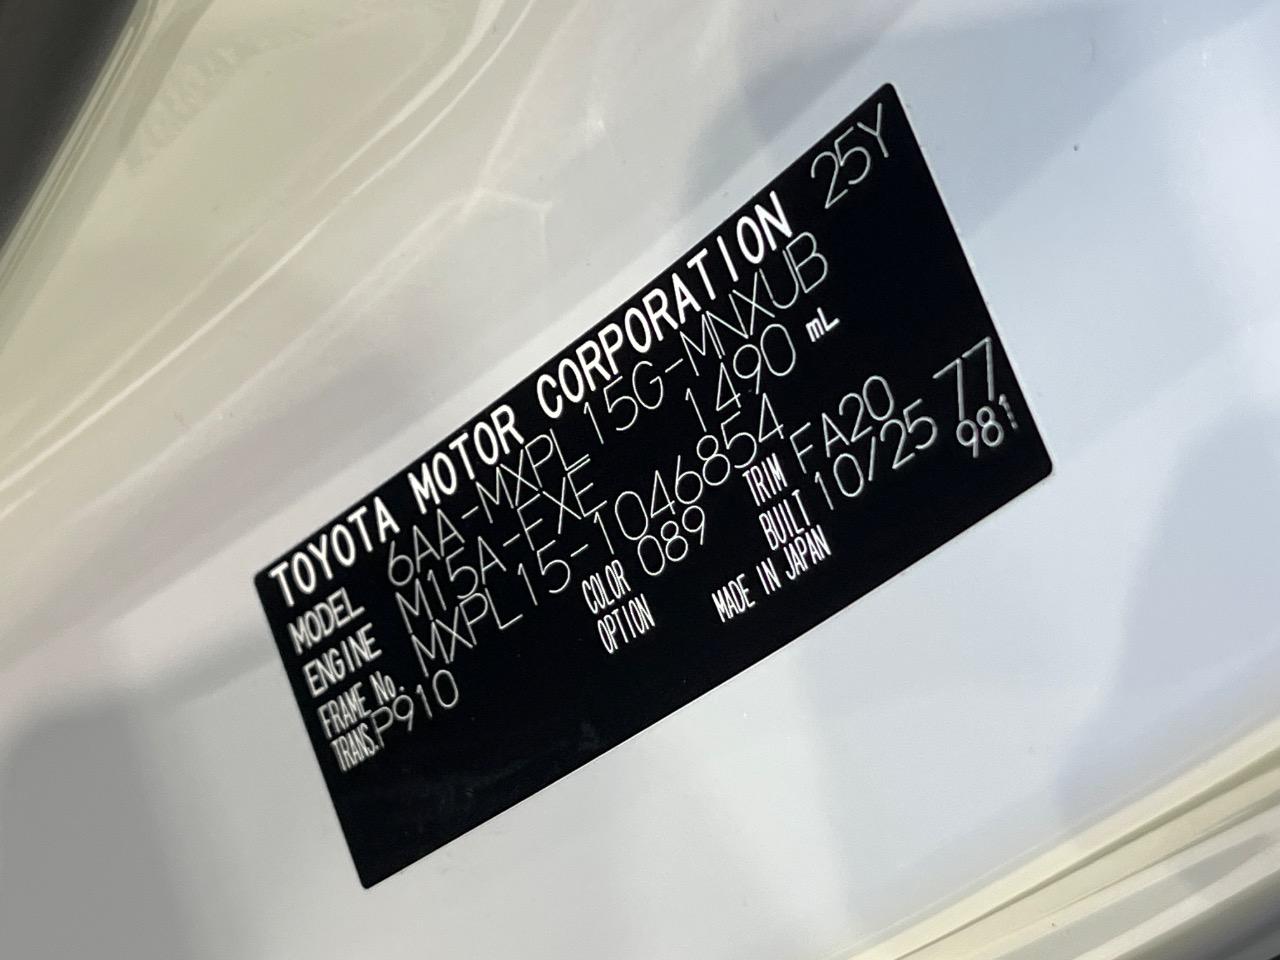 TOYOTA MOTOR CORPORATION 25Y
MODEL 6AA-MXPL15G-MNXUB
ENGINE M15A-FXE 1490 mL
FRAME No. MXPL15-1046854
TRANS. P910 COLOR 089 TRIM FA20 77
OPTION BUILT 10/25 981
MADE IN JAPAN